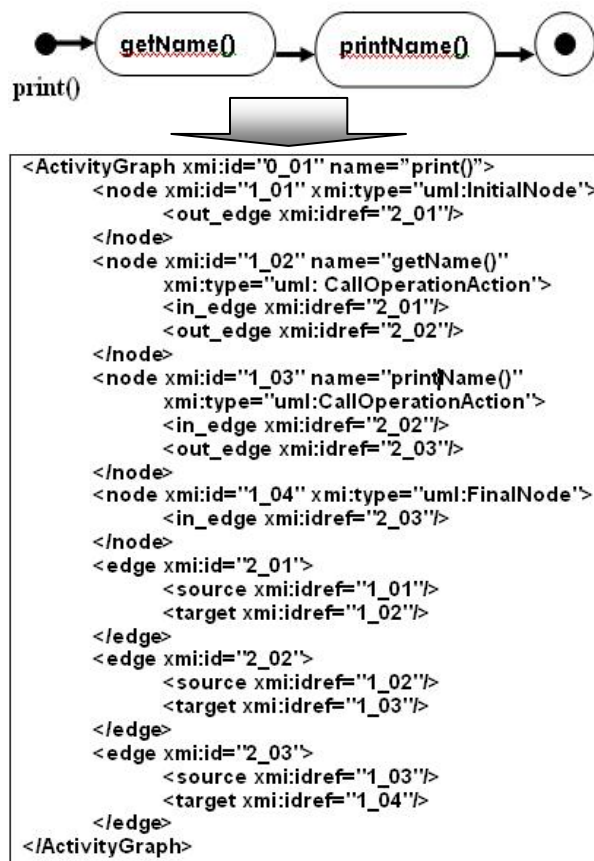 getName() printName()
print()
<ActivityGraph xmi:id="0_01" name=”print()”>
<node xmi:id="1_01" xmi:type="uml:InitialNode">
<out_edge xmi:idref="2_01"/>
</node>
<node xmi:id="1_02" name="getName()"
xmi:type="uml: CallOperationAction">
<in_edge xmi:idref="2_01"/>
<out_edge xmi:idref="2_02"/>
</node>
<node xmi:id="1_03" name="printName()"
xmi:type="uml:CallOperationAction">
<in_edge xmi:idref="2_02"/>
<out_edge xmi:idref="2_03"/>
</node>
<node xmi:id="1_04" xmi:type="uml:FinalNode">
<in_edge xmi:idref="2_03"/>
</node>
<edge xmi:id="2_01">
<source xmi:idref="1_01"/>
<target xmi:idref="1_02"/>
</edge>
<edge xmi:id="2_02">
<source xmi:idref="1_02"/>
<target xmi:idref="1_03"/>
</edge>
<edge xmi:id="2_03">
<source xmi:idref="1_03"/>
<target xmi:idref="1_04"/>
</edge>
</ActivityGraph>